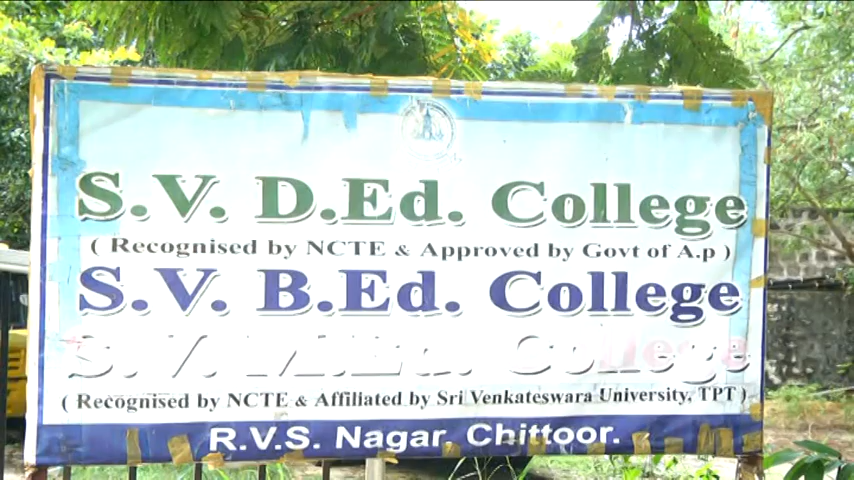 S.V. D.Ed. College
( Recognised by NCTE & Approved by Govt of A.p )
S.V. B.Ed. College
S.V. M.Ed. College
( Recognised by NCTE & Affiliated by Sri Venkateswara University, TPT )
R.V.S. Nagar, Chittoor.